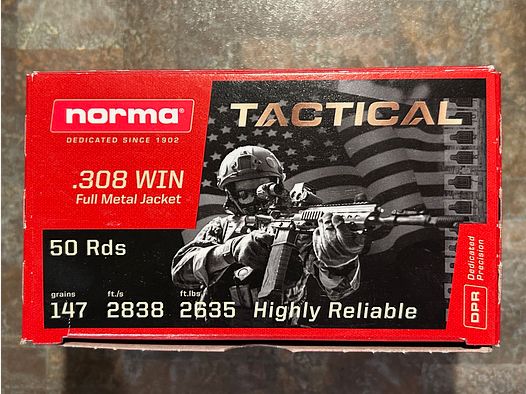 norma®
DEDICATED SINCE 1902
TACTICAL
.308 WIN
Full Metal Jacket
50 Rds
grains ft./s ft.lbs
147 2838 2635 Highly Reliable
DPR Dedicated
Precision